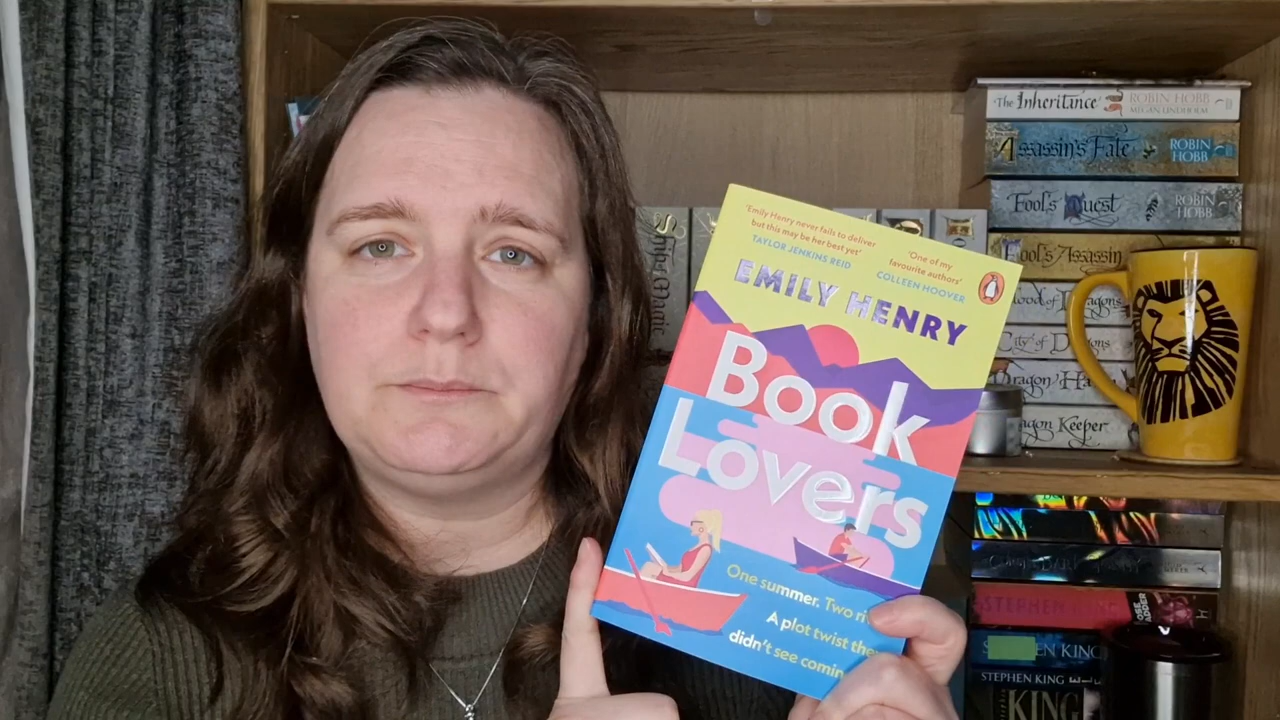 'Emily Henry never fails to deliver
but this may be her best yet'
TAYLOR JENKINS REID
'One of my
favourite authors'
COLLEEN HOOVER
EMILY HENRY
Book
Lovers
One summer. Two
A plot twist
didn't see
The Inheritance
ROBIN HOBB
MEGAN LINDHOLM
Assassin's Fate
ROBIN
HOBB
Fool's Quest
ROBIN
HOBB
Fool's Assassin
of
City of
Keeper
Magic
STEPHEN KING
KING
STEPHEN KING
KING